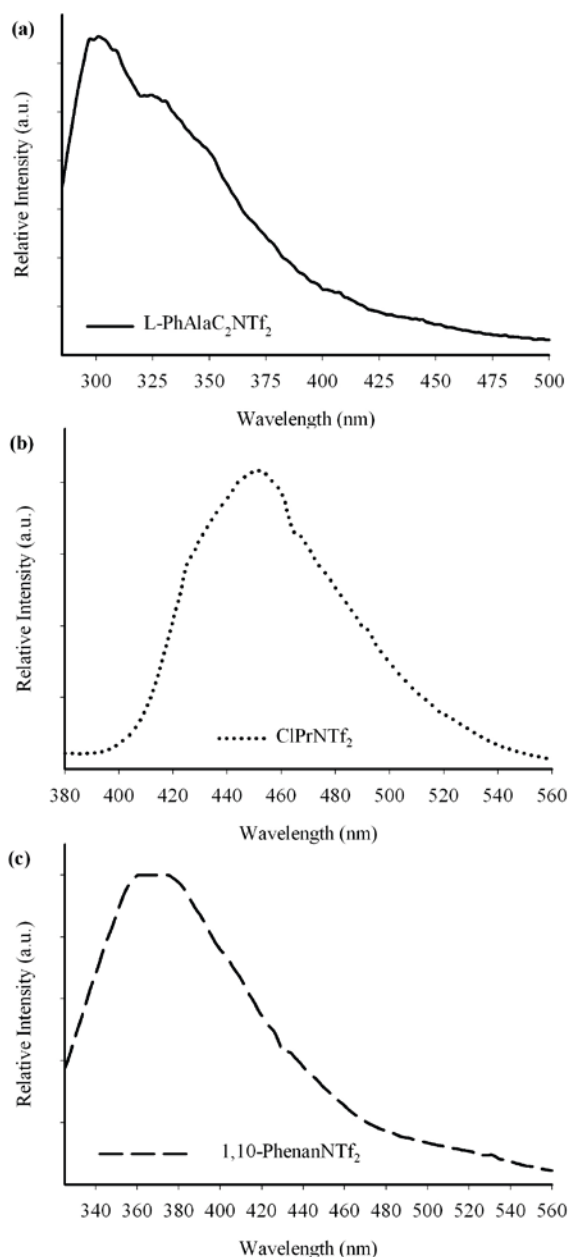 (a)
Relative Intensity (a.u.)
L-PhAlaC₂NTf₂
300 325 350 375 400 425 450 475 500
Wavelength (nm)
(b)
Relative Intensity (a.u.)
ClPrNTf₂
380 400 420 440 460 480 500 520 540 560
Wavelength (nm)
(c)
Relative Intensity (a.u.)
1,10-PhenanNTf₂
340 360 380 400 420 440 460 480 500 520 540 560
Wavelength (nm)